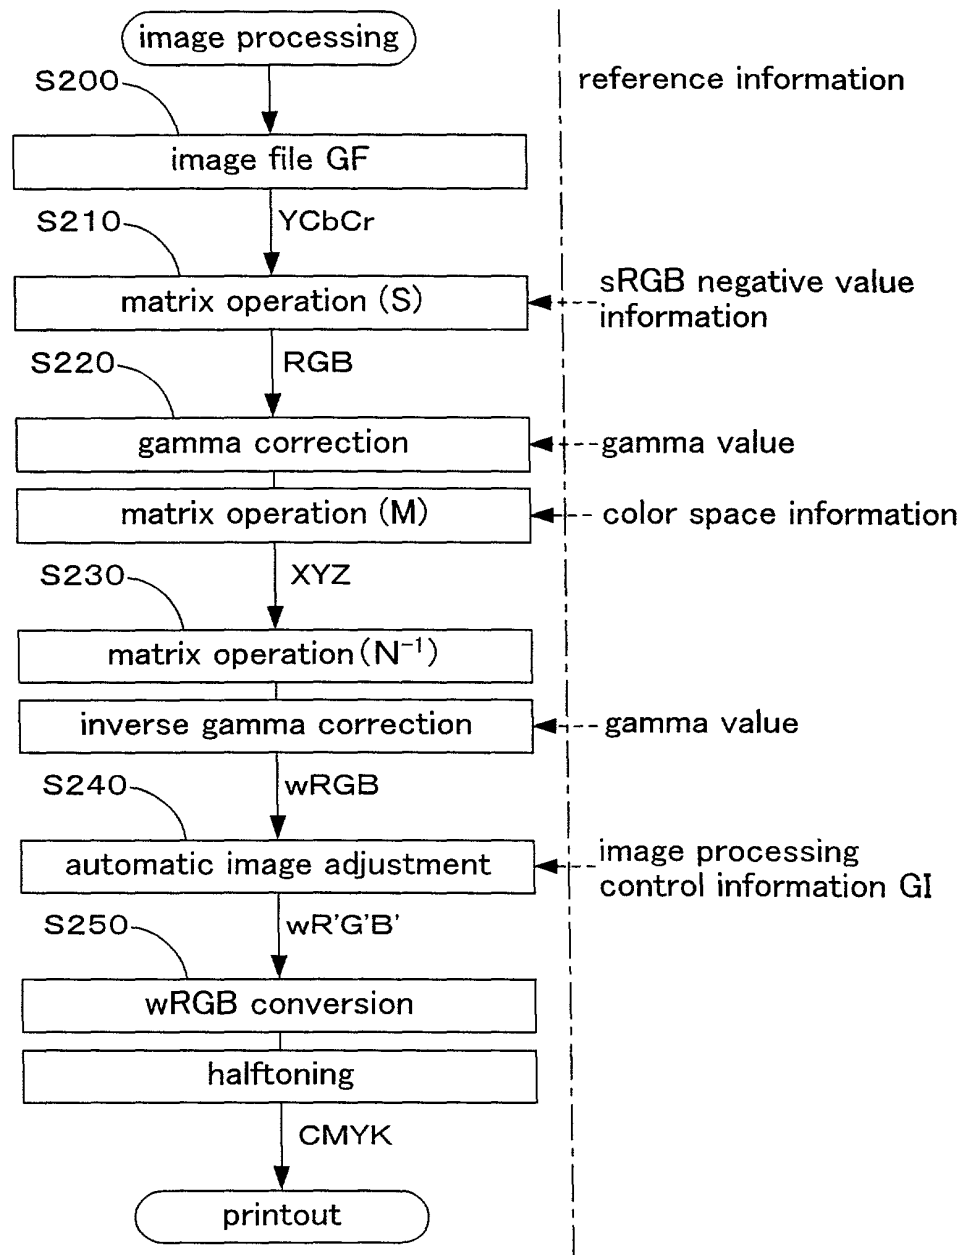 image processing
reference information
S200
image file GF
S210
YCbCr
matrix operation (S)
sRGB negative value
information
S220
RGB
gamma correction
gamma value
matrix operation (M)
color space information
S230
XYZ
matrix operation (N⁻¹)
inverse gamma correction
gamma value
S240
wRGB
automatic image adjustment
image processing
control information GI
S250
wR'G'B'
wRGB conversion
halftoning
CMYK
printout